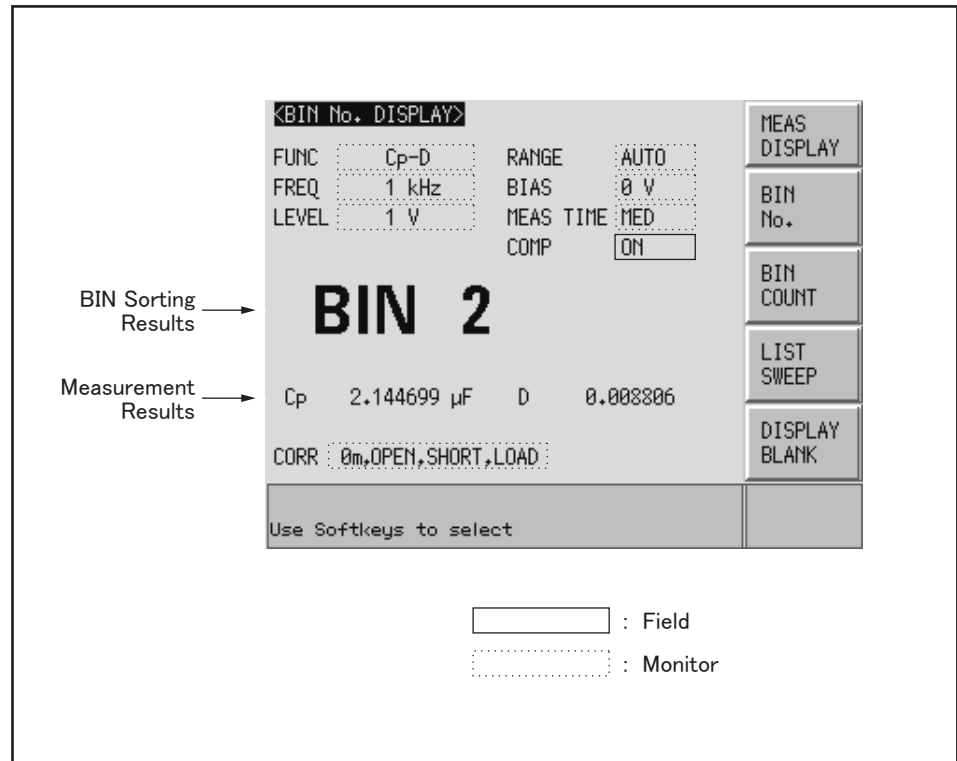 <BIN No. DISPLAY>
FUNC Cp-D RANGE AUTO
FREQ 1 kHz BIAS 0 V
LEVEL 1 V MEAS TIME MED
COMP ON
BIN Sorting
Results
BIN 2
Measurement
Results
Cp 2.144699 µF D 0.008806
CORR 0m,OPEN,SHORT,LOAD
Use Softkeys to select
MEAS
DISPLAY
BIN
No.
BIN
COUNT
LIST
SWEEP
DISPLAY
BLANK
: Field
: Monitor